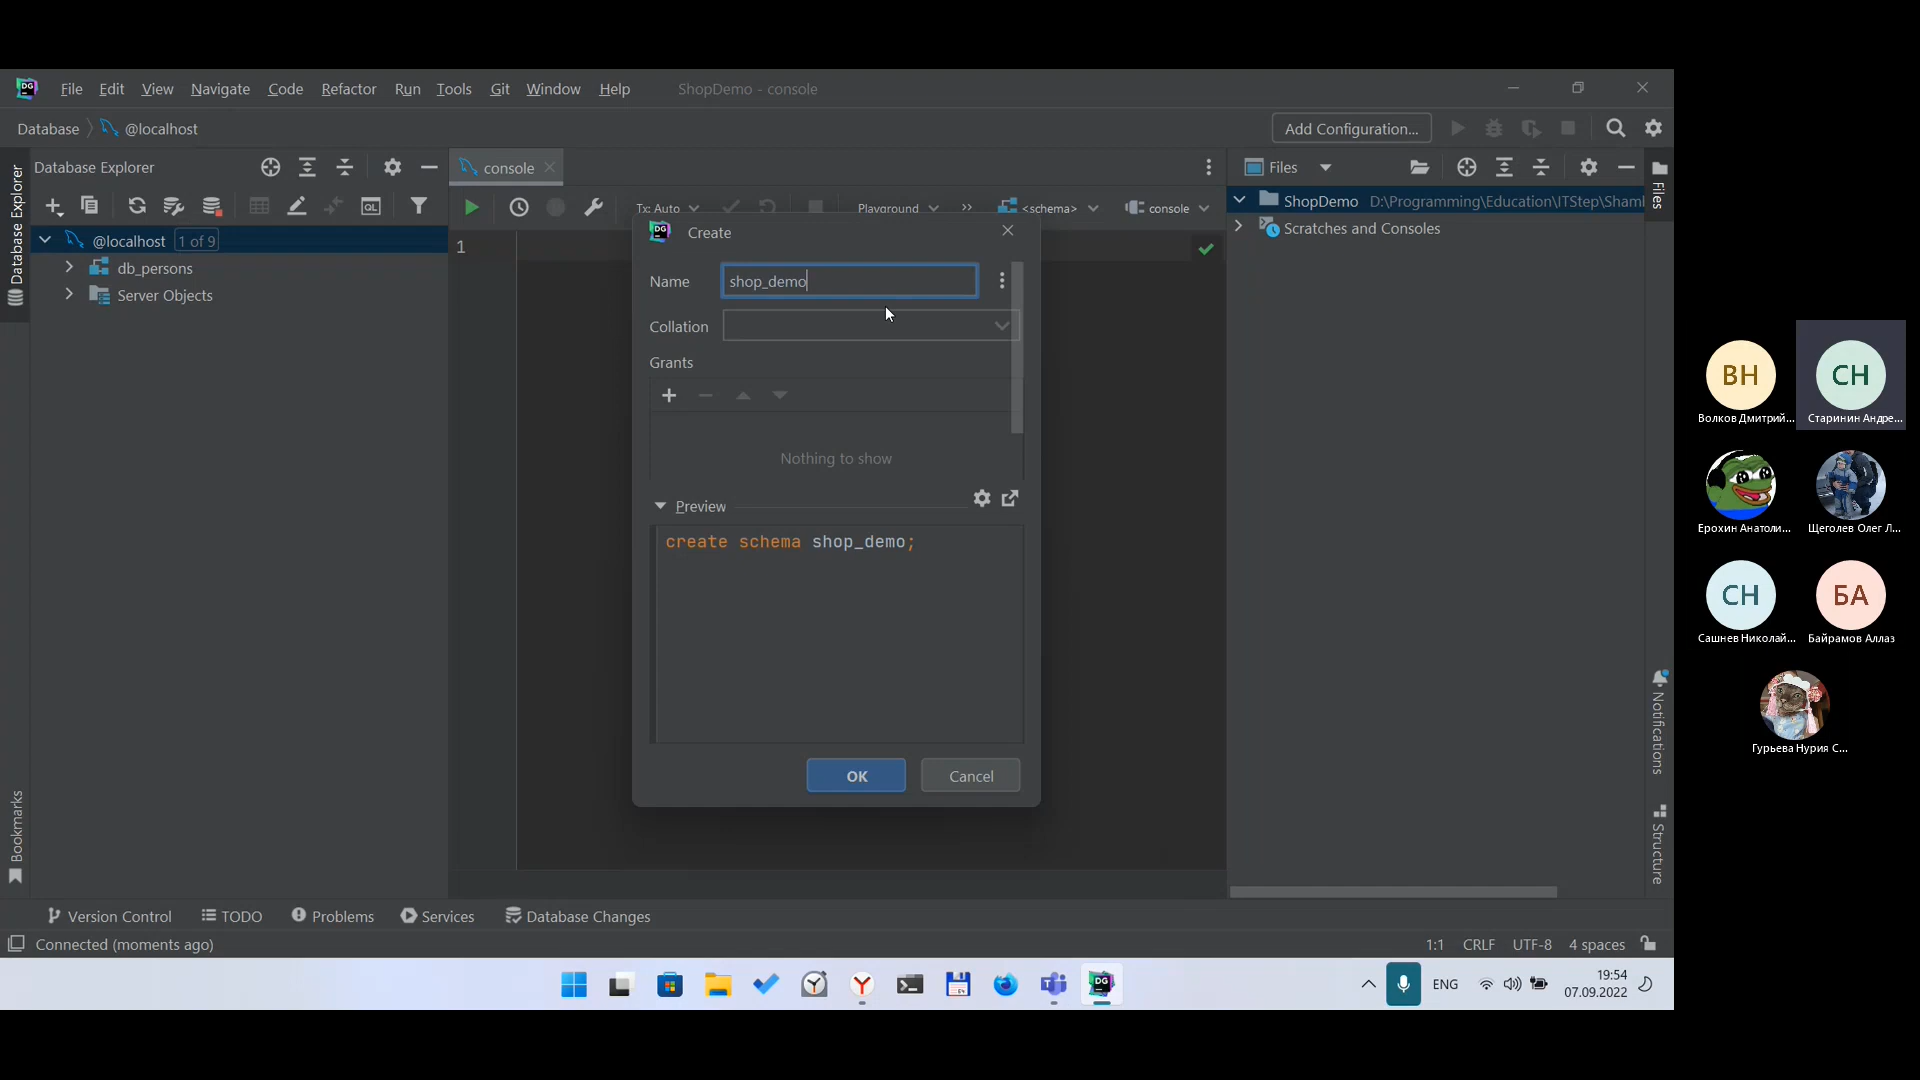 File Edit View Navigate Code Refactor Run Tools Git Window Help ShopDemo - console
Database @localhost
Add Configuration...
Database Explorer
console
Files
Tx: Auto
Playground
<schema>
console
@localhost 1 of 9
db_persons
Server Objects
1
ShopDemo D:\Programming\Education\ITStep\Shaml
Scratches and Consoles
Create
Name shop_demo
Collation
Grants
Nothing to show
Preview
create schema shop_demo;
OK
Cancel
Database Explorer
Bookmarks
Files
Notifications
Structure
Version Control TODO Problems Services Database Changes
Connected (moments ago)
1:1 CRLF UTF-8 4 spaces
ENG
19:54
07.09.2022
ВН
Волков Дмитрий...
СН
Старинин Андре...
Ерохин Анатоли...
Щеголев Олег Л...
СН
Сашнев Николай...
БА
Байрамов Аллаз
Гурьева Нурия С...